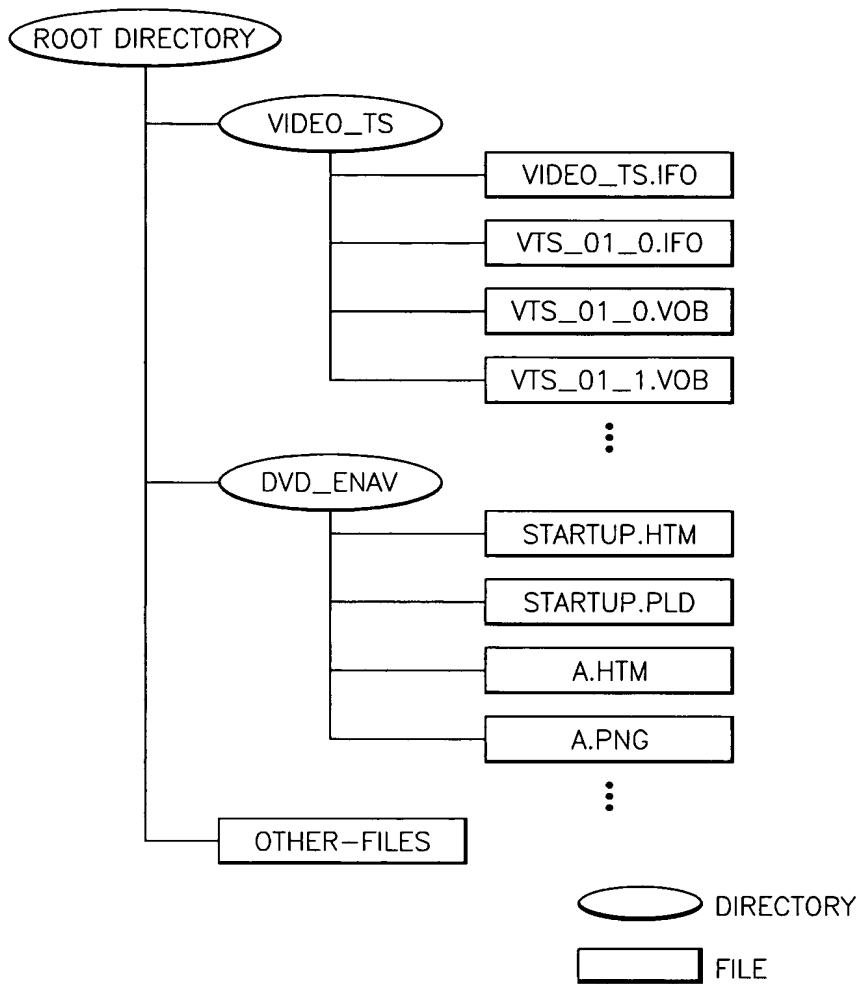 ROOT DIRECTORY
VIDEO_TS
VIDEO_TS.IFO
VTS_01_0.IFO
VTS_01_0.VOB
VTS_01_1.VOB
DVD_ENAV
STARTUP.HTM
STARTUP.PLD
A.HTM
A.PNG
OTHER-FILES
DIRECTORY
FILE